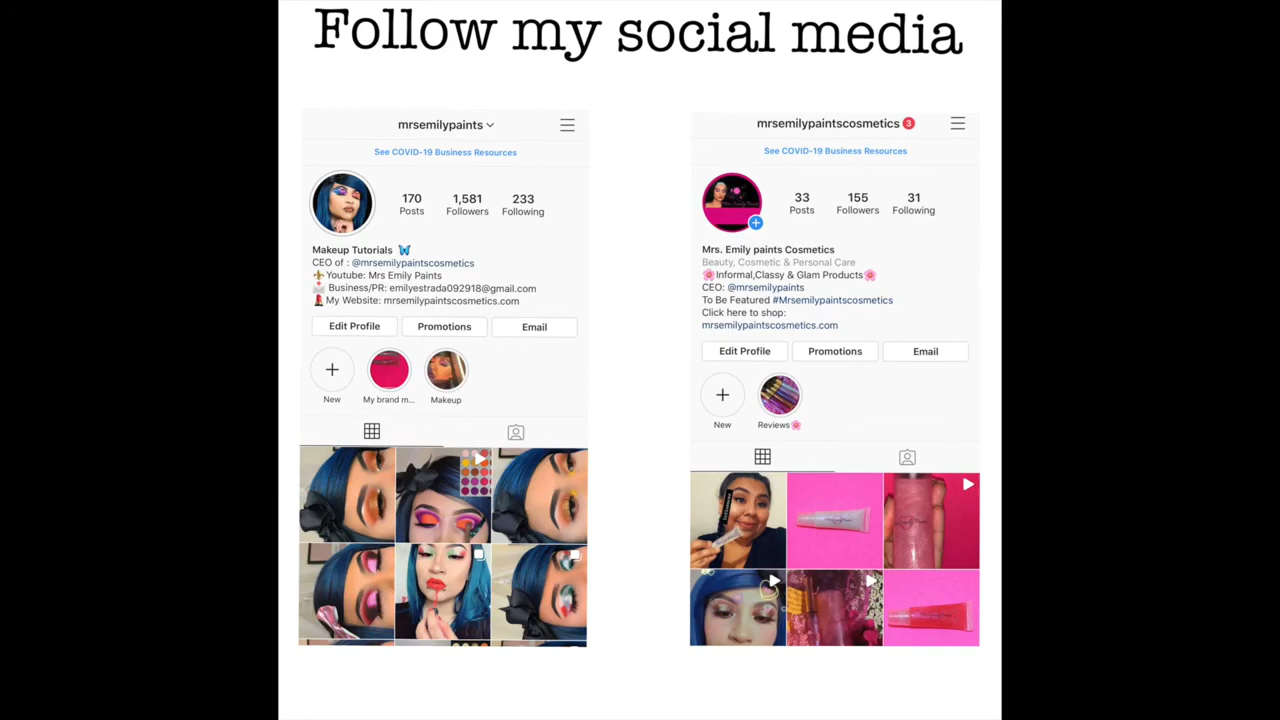 Follow my social media
mrsemilypaints
See COVID-19 Business Resources
170 1,581 233
Posts Followers Following
Makeup Tutorials
CEO of : @mrsemilypaintscosmetics
Youtube: Mrs Emily Paints
Business/PR: emilyestrada092918@gmail.com
My Website: mrsemilypaintscosmetics.com
Edit Profile Promotions Email
New My brand m... Makeup
mrsemilypaintscosmetics 3
See COVID-19 Business Resources
33 155 31
Posts Followers Following
Mrs. Emily paints Cosmetics
Beauty, Cosmetic & Personal Care
Informal,Classy & Glam Products
CEO: @mrsemilypaints
To Be Featured #Mrsemilypaintscosmetics
Click here to shop:
mrsemilypaintscosmetics.com
Edit Profile Promotions Email
New Reviews